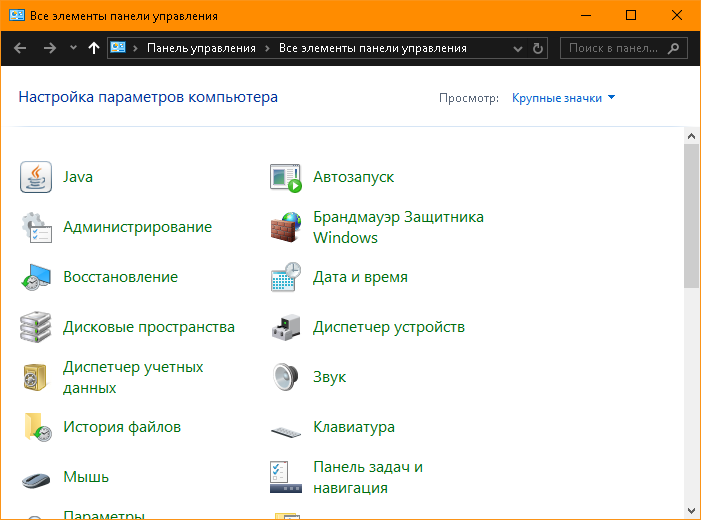 Все элементы панели управления
Панель управления
Все элементы панели управления
Поиск в панел...
Настройка параметров компьютера
Просмотр:
Крупные значки
Java
Автозапуск
Администрирование
Брандмауэр Защитника
Windows
Восстановление
Дата и время
Дисковые пространства
Диспетчер устройств
Диспетчер учетных
данных
Звук
История файлов
Клавиатура
Мышь
Панель задач и
навигация
Параметры